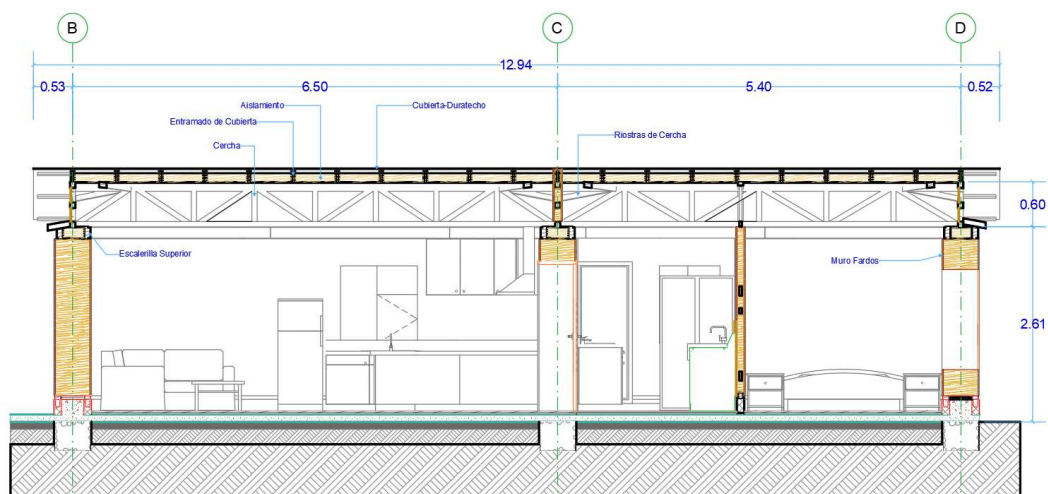 B
C
D
12.94
0.53
6.50
5.40
0.52
Aislamiento
Cubierta-Duratecho
Entramado de Cubierta
Riostras de Cercha
Cercha
0.60
Escalerilla Superior
Muro Fardos
2.61